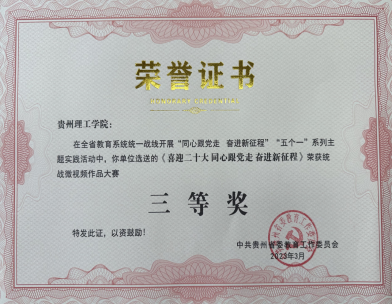 荣誉证书
贵州理工学院：
在全省教育系统统一战线开展“同心跟党走 奋进新征程”“五个一”系列主
题实践活动中，你单位选送的《喜迎二十大 同心跟党走 奋进新征程》荣获统
战微视频作品大赛
三等奖
特发此证，以资鼓励！
中共贵州省委教育工作委员会
2023年3月